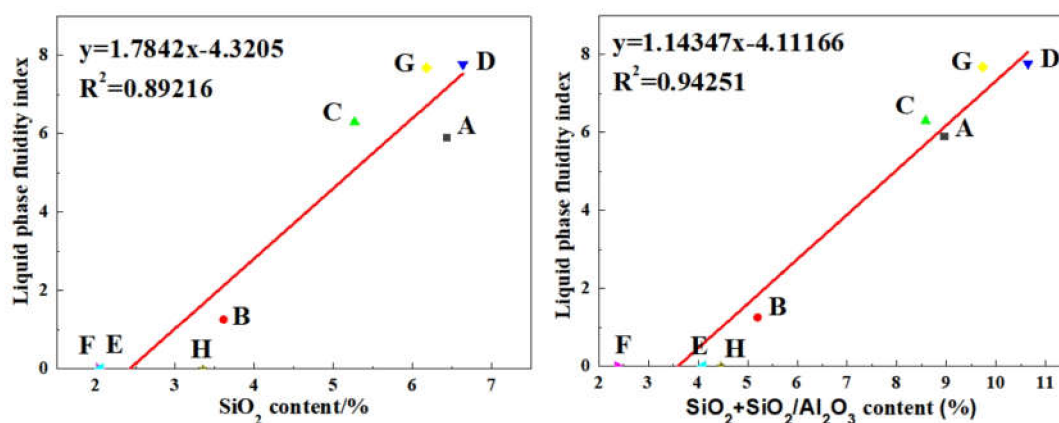 y=1.7842x-4.3205
R²=0.89216
G
D
C
A
B
F
E
H
Liquid phase fluidity index
0
2
4
6
8
2
3
4
5
6
7
SiO₂ content/%
y=1.14347x-4.11166
R²=0.94251
G
D
C
A
B
F
E
H
Liquid phase fluidity index
0
2
4
6
8
2
3
4
5
6
7
8
9
10
11
SiO₂+SiO₂/Al₂O₃ content (%)